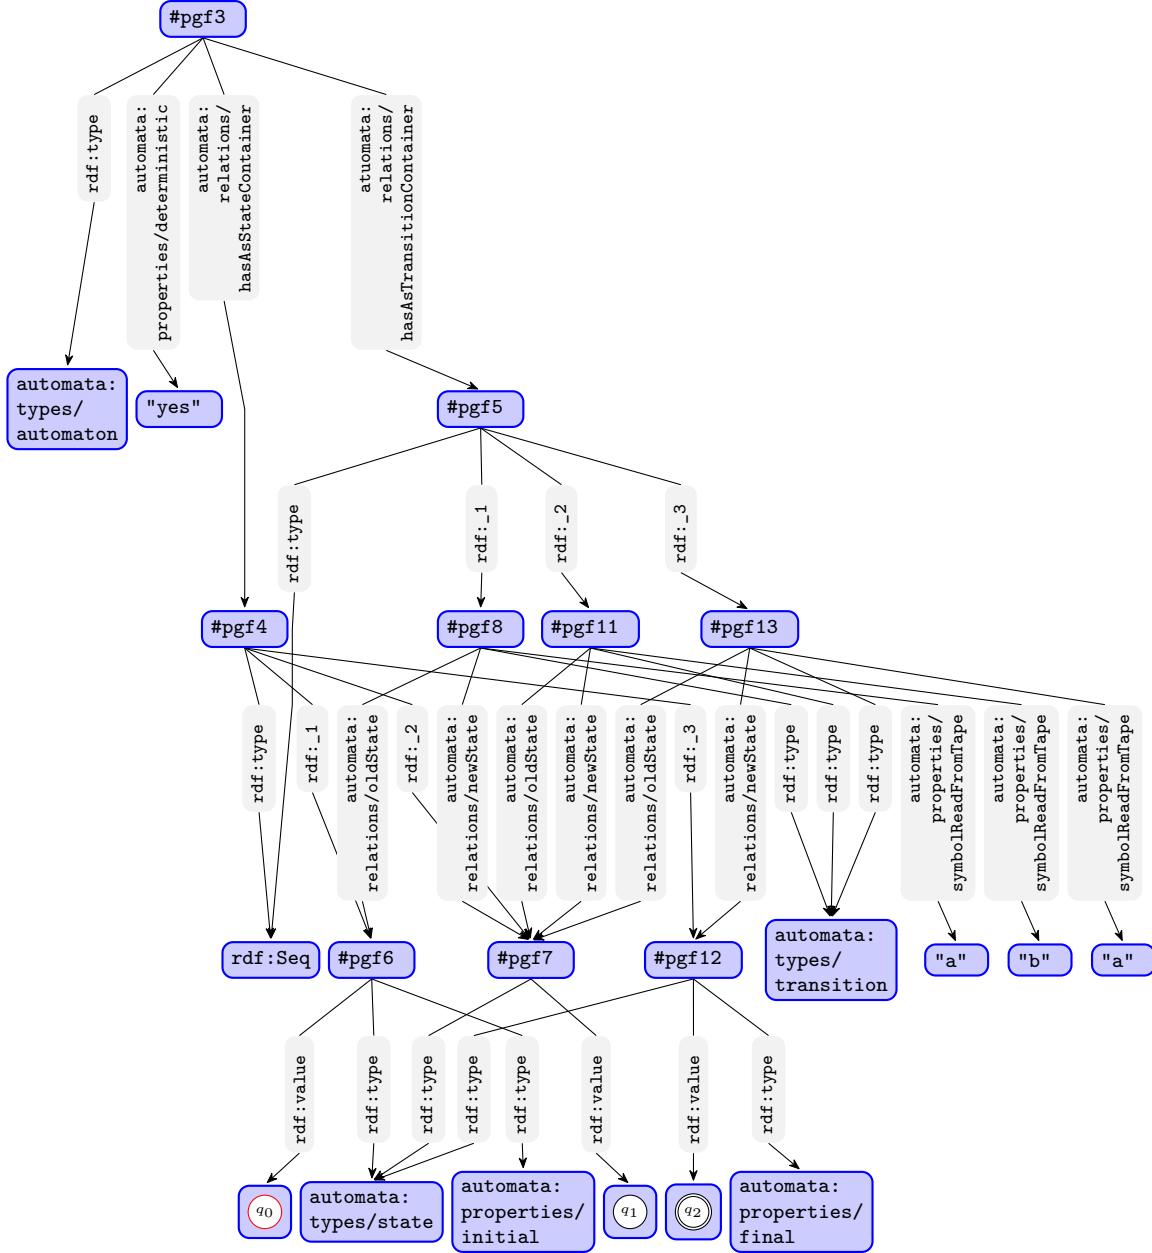 #pgf3
rdf:type
automata:
properties/deterministic
automata:
relations/
hasAsStateContainer
atuomata:
relations/
hasAsTransitionContainer
automata:
types/
automaton
"yes"
#pgf5
rdf:type
rdf:_1
rdf:_2
rdf:_3
#pgf4
#pgf8
#pgf11
#pgf13
rdf:type
rdf:_1
automata:
relations/oldState
rdf:_2
automata:
relations/newState
automata:
relations/oldState
automata:
relations/newState
automata:
relations/oldState
rdf:_3
automata:
relations/newState
rdf:type
rdf:type
rdf:type
automata:
properties/
symbolReadFromTape
automata:
properties/
symbolReadFromTape
automata:
properties/
symbolReadFromTape
rdf:Seq
#pgf6
#pgf7
#pgf12
automata:
types/
transition
"a"
"b"
"a"
rdf:value
rdf:type
rdf:type
rdf:type
rdf:type
rdf:value
rdf:value
rdf:type
q0
automata:
types/state
automata:
properties/
initial
q1
q2
automata:
properties/
final